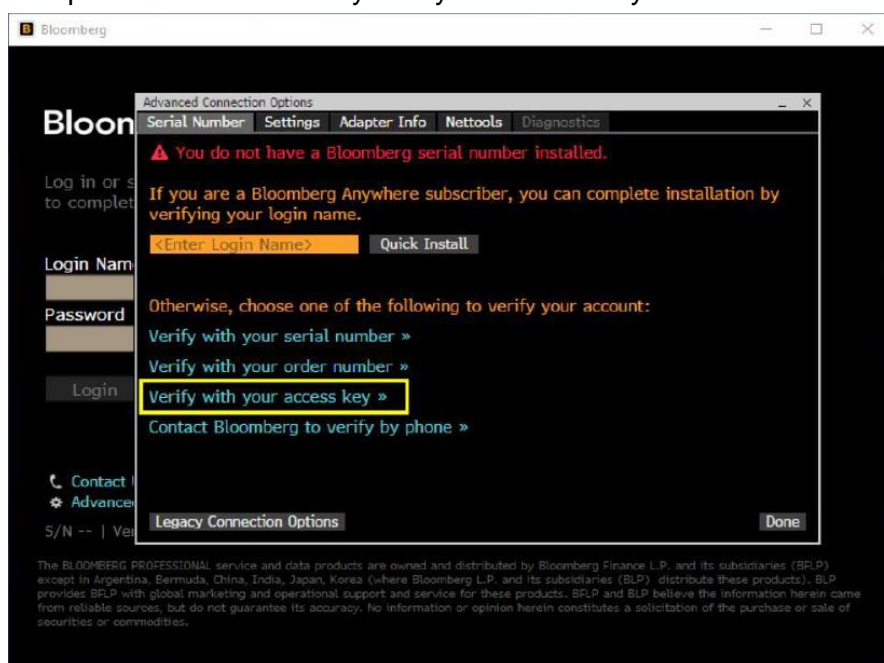 Bloomberg
Advanced Connection Options
Serial Number Settings Adapter Info Nettools Diagnostics
You do not have a Bloomberg serial number installed.
Log in or
to complet
If you are a Bloomberg Anywhere subscriber, you can complete installation by
verifying your login name.
<Enter Login Name> Quick Install
Login Nam
Password
Otherwise, choose one of the following to verify your account:
Verify with your serial number »
Verify with your order number »
Login
Verify with your access key »
Contact Bloomberg to verify by phone »
Contact
Advance
Legacy Connection Options Done
S/N -- | Ver
The BLOOMBERG PROFESSIONAL service and data products are owned and distributed by Bloomberg Finance L.P. and its subsidiaries (BFLP)
except in Argentina, Bermuda, China, India, Japan, Korea (where Bloomberg L.P. and its subsidiaries (BLP) distribute these products). BLP
provides BFLP with global marketing and operational support and service for these products. BFLP and BLP believe the information herein came
from reliable sources, but do not guarantee its accuracy. No information or opinion herein constitutes a solicitation of the purchase or sale of
securities or commodities.